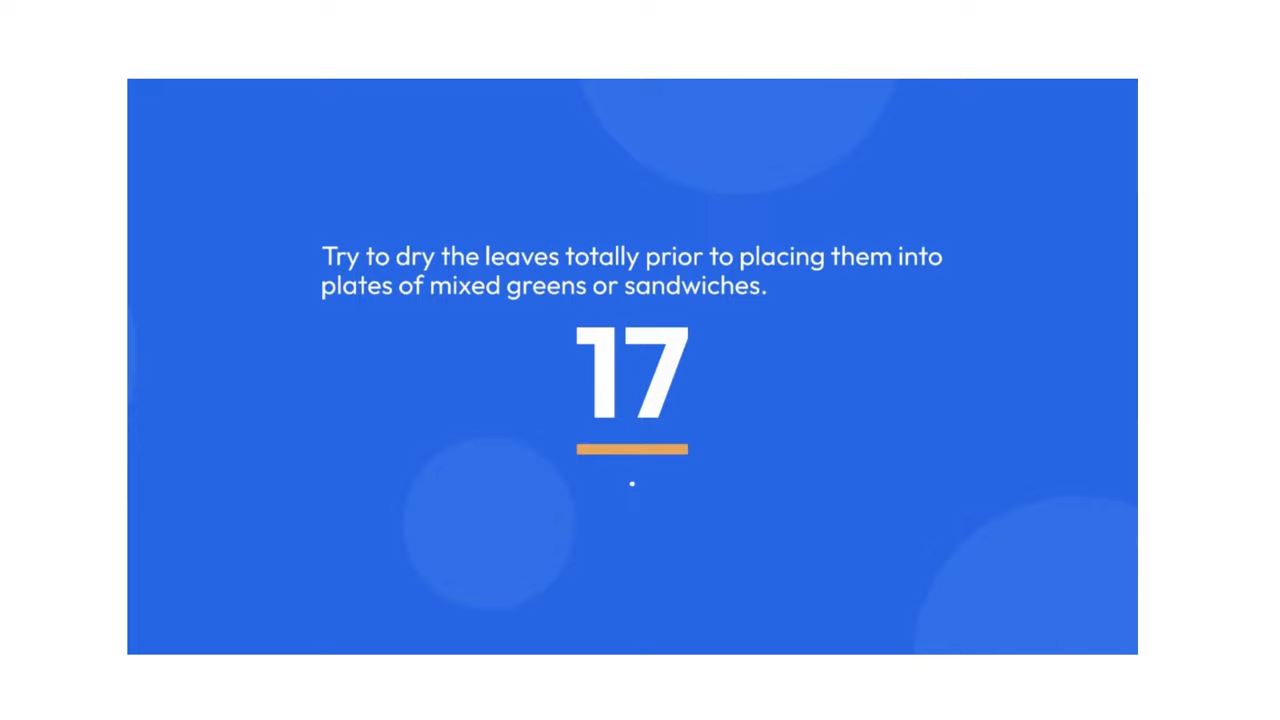 Try to dry the leaves totally prior to placing them into
plates of mixed greens or sandwiches.
17
.